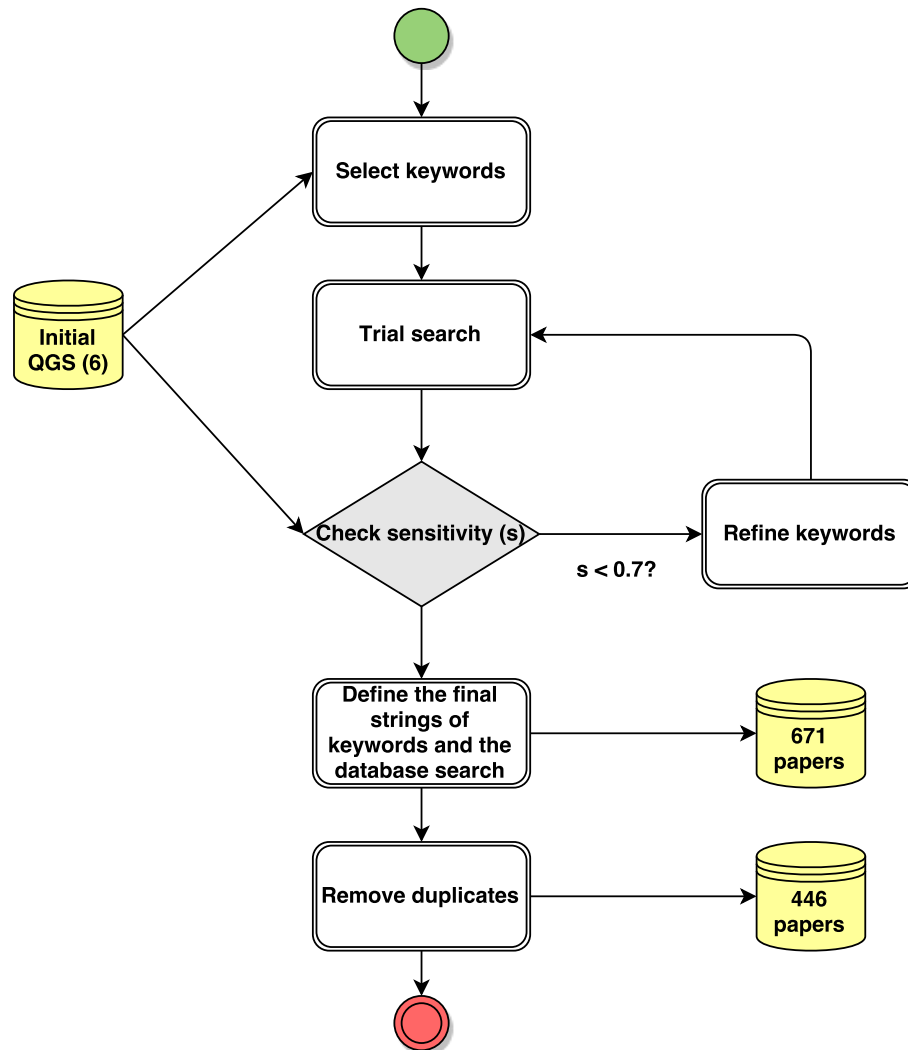 Select keywords
Trial search
Initial
QGS (6)
Check sensitivity (s)
s < 0.7?
Refine keywords
Define the final
strings of
keywords and the
database search
671
papers
Remove duplicates
446
papers